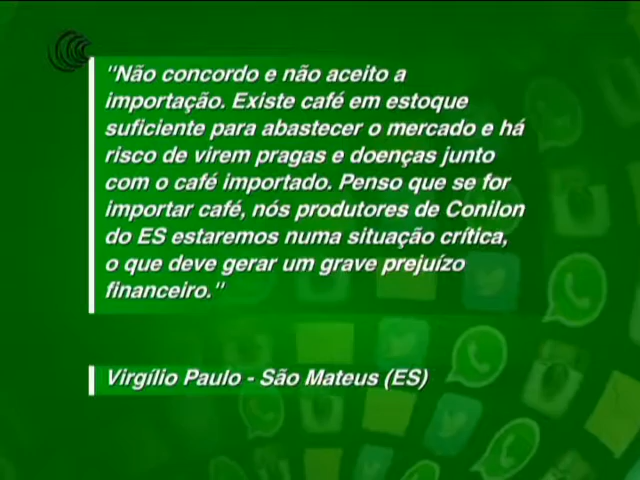 "Não concordo e não aceito a
importação. Existe café em estoque
suficiente para abastecer o mercado e há
risco de virem pragas e doenças junto
com o café importado. Penso que se for
importar café, nós produtores de Conilon
do ES estaremos numa situação crítica,
o que deve gerar um grave prejuízo
financeiro."
Virgílio Paulo - São Mateus (ES)